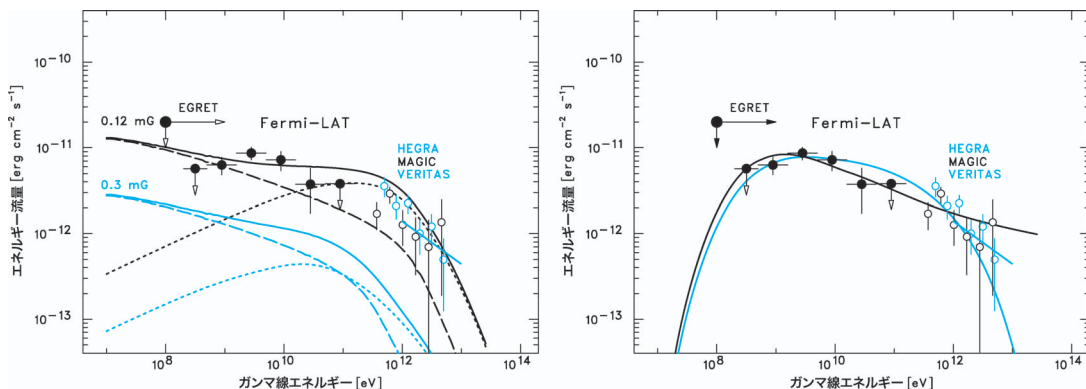 エネルギー流量 [erg cm⁻² s⁻¹]
10⁻¹⁰
10⁻¹¹
10⁻¹²
10⁻¹³
0.12 mG
EGRET
Fermi-LAT
0.3 mG
HEGRA
MAGIC
VERITAS
10⁸
10¹⁰
10¹²
10¹⁴
ガンマ線エネルギー [eV]
エネルギー流量 [erg cm⁻² s⁻¹]
10⁻¹⁰
10⁻¹¹
10⁻¹²
10⁻¹³
EGRET
Fermi-LAT
HEGRA
MAGIC
VERITAS
10⁸
10¹⁰
10¹²
10¹⁴
ガンマ線エネルギー [eV]